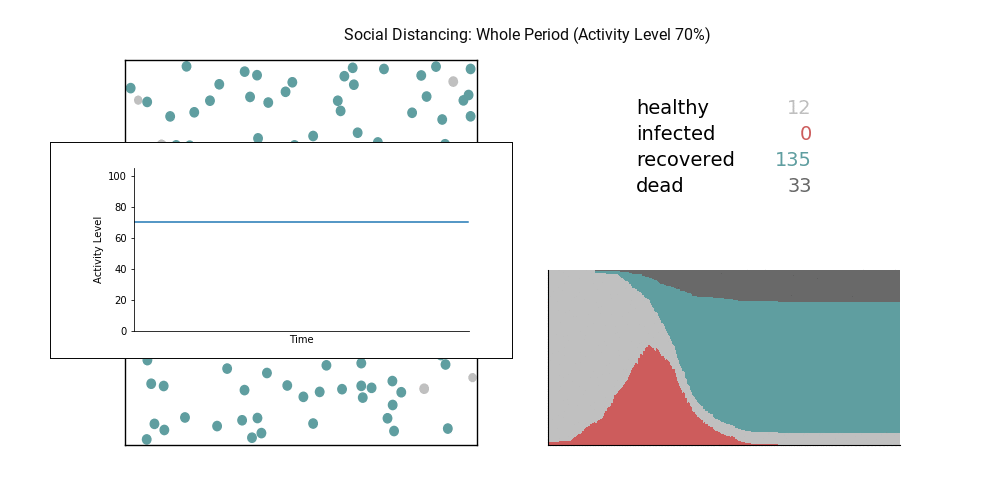 Social Distancing: Whole Period (Activity Level 70%)
healthy 12
infected 0
recovered 135
dead 33
100
80
60
40
20
0
Activity Level
Time